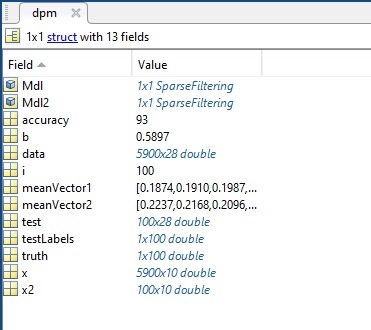 dpm
1x1 struct with 13 fields
Field Value
Mdl 1x1 SparseFiltering
Mdl2 1x1 SparseFiltering
accuracy 93
b 0.5897
data 5900x28 double
i 100
meanVector1 [0.1874,0.1910,0.1987,...
meanVector2 [0.2237,0.2168,0.2096,...
test 100x28 double
testLabels 1x100 double
truth 1x100 double
x 5900x10 double
x2 100x10 double